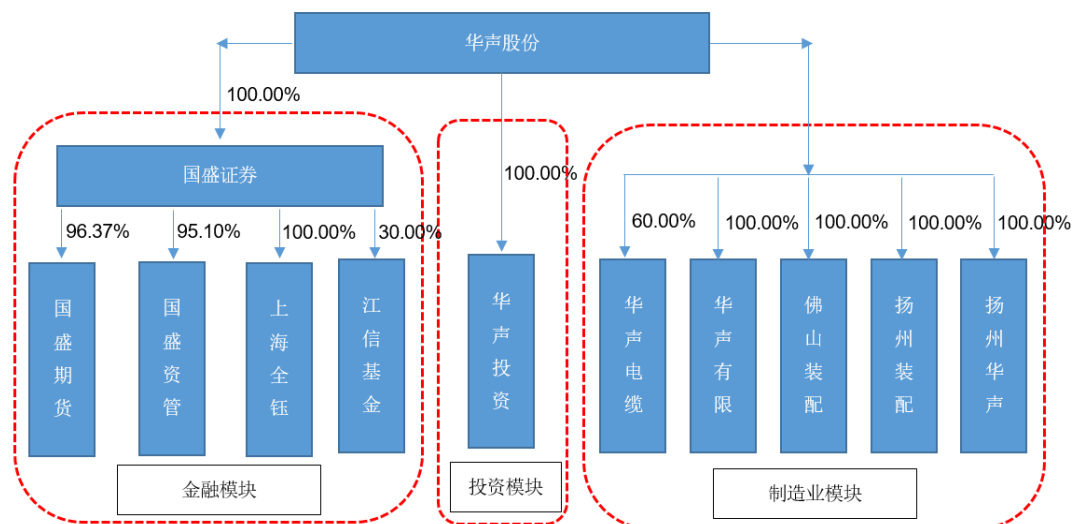 华声股份
100.00%
国盛证券
100.00%
96.37%
95.10%
100.00%
30.00%
60.00%
100.00%
100.00%
100.00%
100.00%
国盛期货
国盛资管
上海全钰
江信基金
华声投资
华声电缆
华声有限
佛山装配
扬州装配
扬州华声
金融模块
投资模块
制造业模块